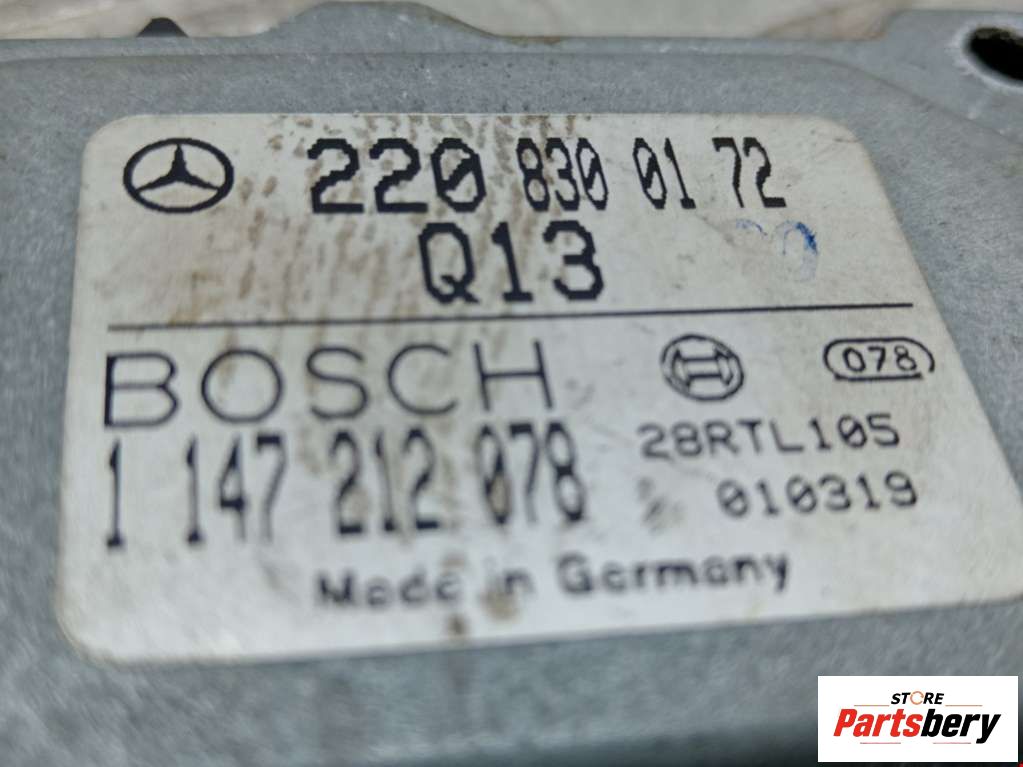 220 830 01 72
Q13
BOSCH
078
1 147 212 078
28RTL105
010319
Made in Germany
STORE
Partsbery